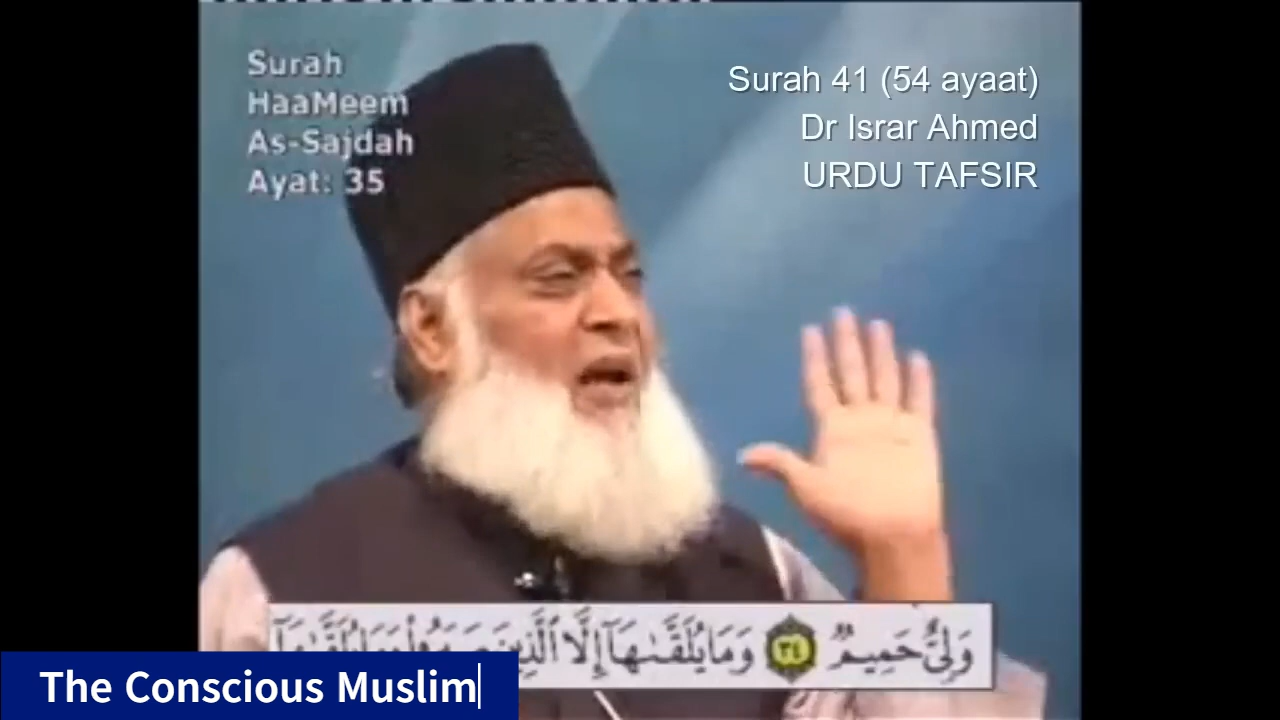 Surah
HaaMeem
As-Sajdah
Ayat: 35
Surah 41 (54 ayaat)
Dr Israr Ahmed
URDU TAFSIR
وَلِيٌّ حَمِيمٌ ٣٤ وَمَا يُلَقَّىٰهَآ إِلَّا ٱلَّذِينَ
The Conscious Muslim